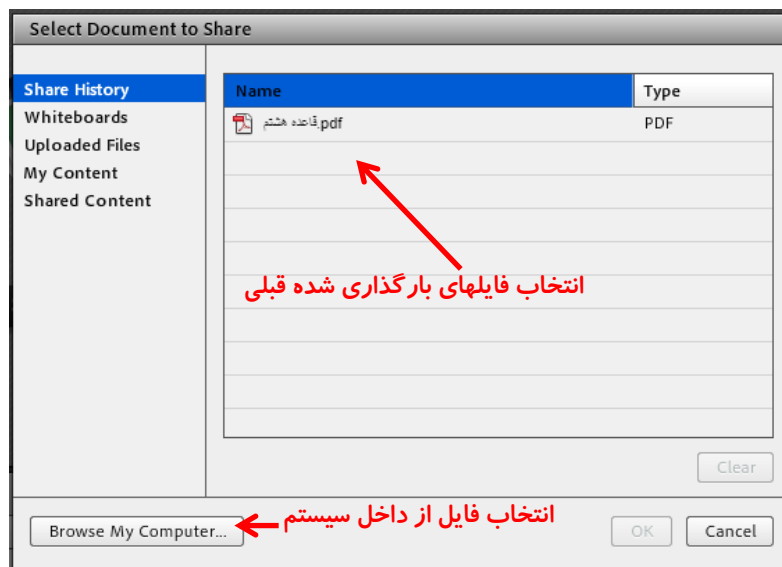 Select Document to Share
Share History
Whiteboards
Uploaded Files
My Content
Shared Content
Name
Type
قاعده هشتم.pdf
PDF
انتخاب فایلهای بارگذاری شده قبلی
Clear
انتخاب فایل از داخل سیستم
Browse My Computer...
OK
Cancel